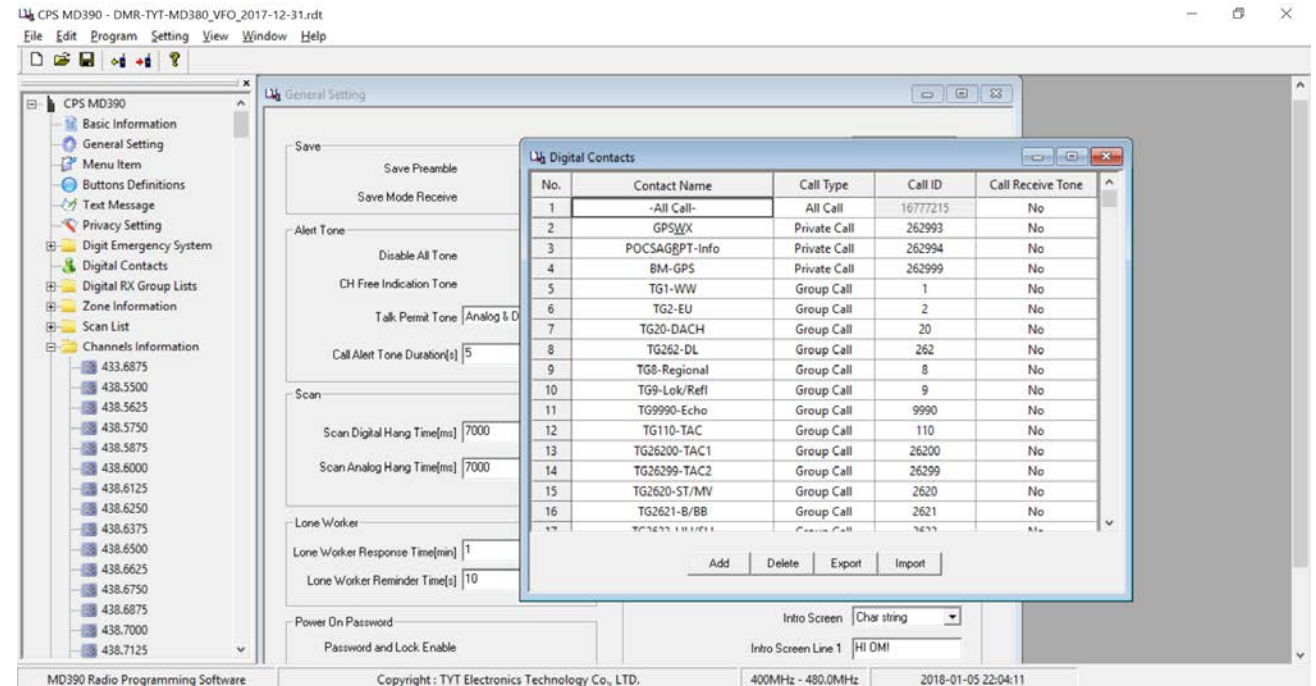 CPS MD390 - DMR-TYT-MD380_VFO_2017-12-31.rdt
File Edit Program Setting View Window Help
CPS MD390
Basic Information
General Setting
Menu Item
Buttons Definitions
Text Message
Privacy Setting
Digit Emergency System
Digital Contacts
Digital RX Group Lists
Zone Information
Scan List
Channels Information
433.6875
438.5500
438.5625
438.5750
438.5875
438.6000
438.6125
438.6250
438.6375
438.6500
438.6625
438.6750
438.6875
438.7000
438.7125
General Setting
Save
Save Preamble
Save Mode Receive
Alert Tone
Disable All Tone
CH Free Indication Tone
Talk Permit Tone Analog & D
Call Alert Tone Duration[s] 5
Scan
Scan Digital Hang Time[ms] 7000
Scan Analog Hang Time[ms] 7000
Lone Worker
Lone Worker Response Time[min] 1
Lone Worker Reminder Time[s] 10
Power On Password
Password and Lock Enable
Intro Screen Char string
Intro Screen Line 1 HI OM!
Digital Contacts
No. Contact Name Call Type Call ID Call Receive Tone
1 -All Call- All Call 16777215 No
2 GPSWX Private Call 262993 No
3 POCSAGRPT-Info Private Call 262994 No
4 BM-GPS Private Call 262999 No
5 TG1-WW Group Call 1 No
6 TG2-EU Group Call 2 No
7 TG20-DACH Group Call 20 No
8 TG262-DL Group Call 262 No
9 TG8-Regional Group Call 8 No
10 TG9-Lok/Refl Group Call 9 No
11 TG9990-Echo Group Call 9990 No
12 TG110-TAC Group Call 110 No
13 TG26200-TAC1 Group Call 26200 No
14 TG26299-TAC2 Group Call 26299 No
15 TG2620-ST/MV Group Call 2620 No
16 TG2621-B/BB Group Call 2621 No
17 Group Call 2622 No
Add Delete Export Import
MD390 Radio Programming Software Copyright : TYT Electronics Technology Co., LTD. 400MHz - 480.0MHz 2018-01-05 22:04:11